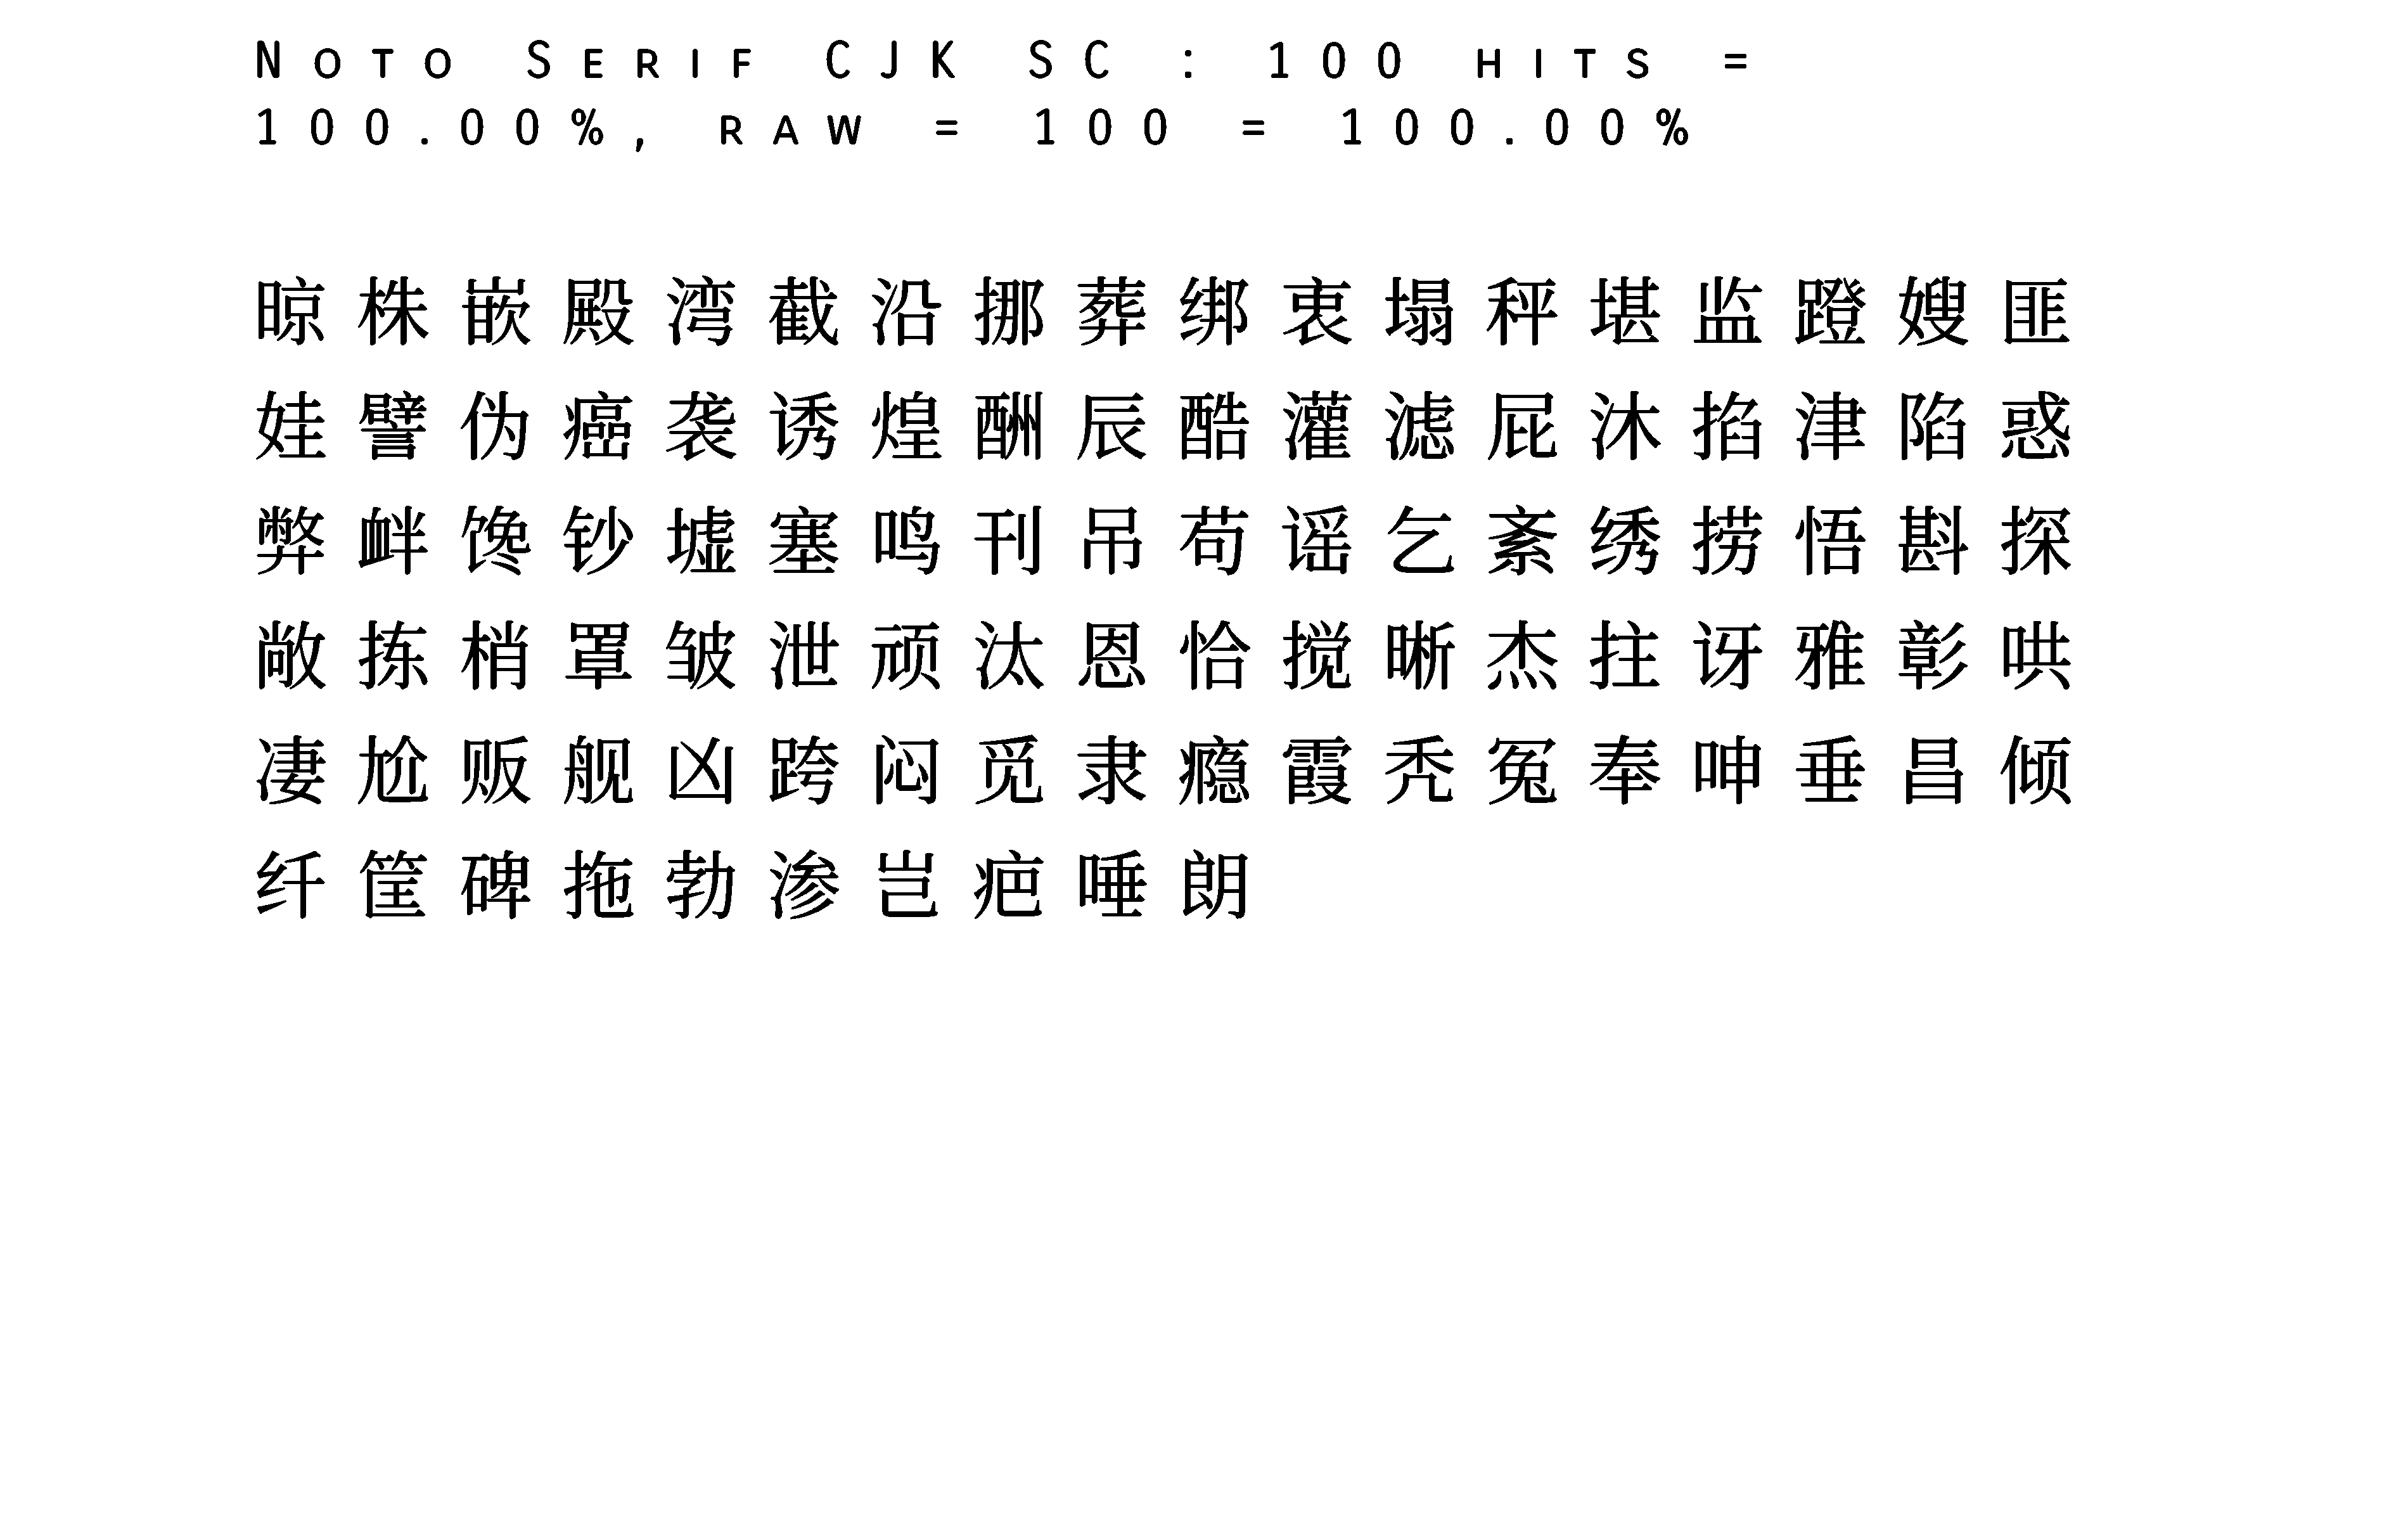 Noto Serif CJK SC : 100 hits =
100.00%, raw = 100 = 100.00%
晾株嵌殿湾截沿挪葬绑衷塌秤堪监蹬嫂匪
娃譬伪癌袭诱煌酬辰酷灌滤屁沐掐津陷惑
弊衅馋钞墟塞鸣刊吊苟谣乞紊绣捞悟斟探
敞拣梢罩皱泄顽汰恩恰搅晰杰拄讶雅彰哄
凄尬贩舰凶跨闷觅隶瘾霞秃冤奉呻垂昌倾
纤筐碑拖勃渗岂疤唾朗